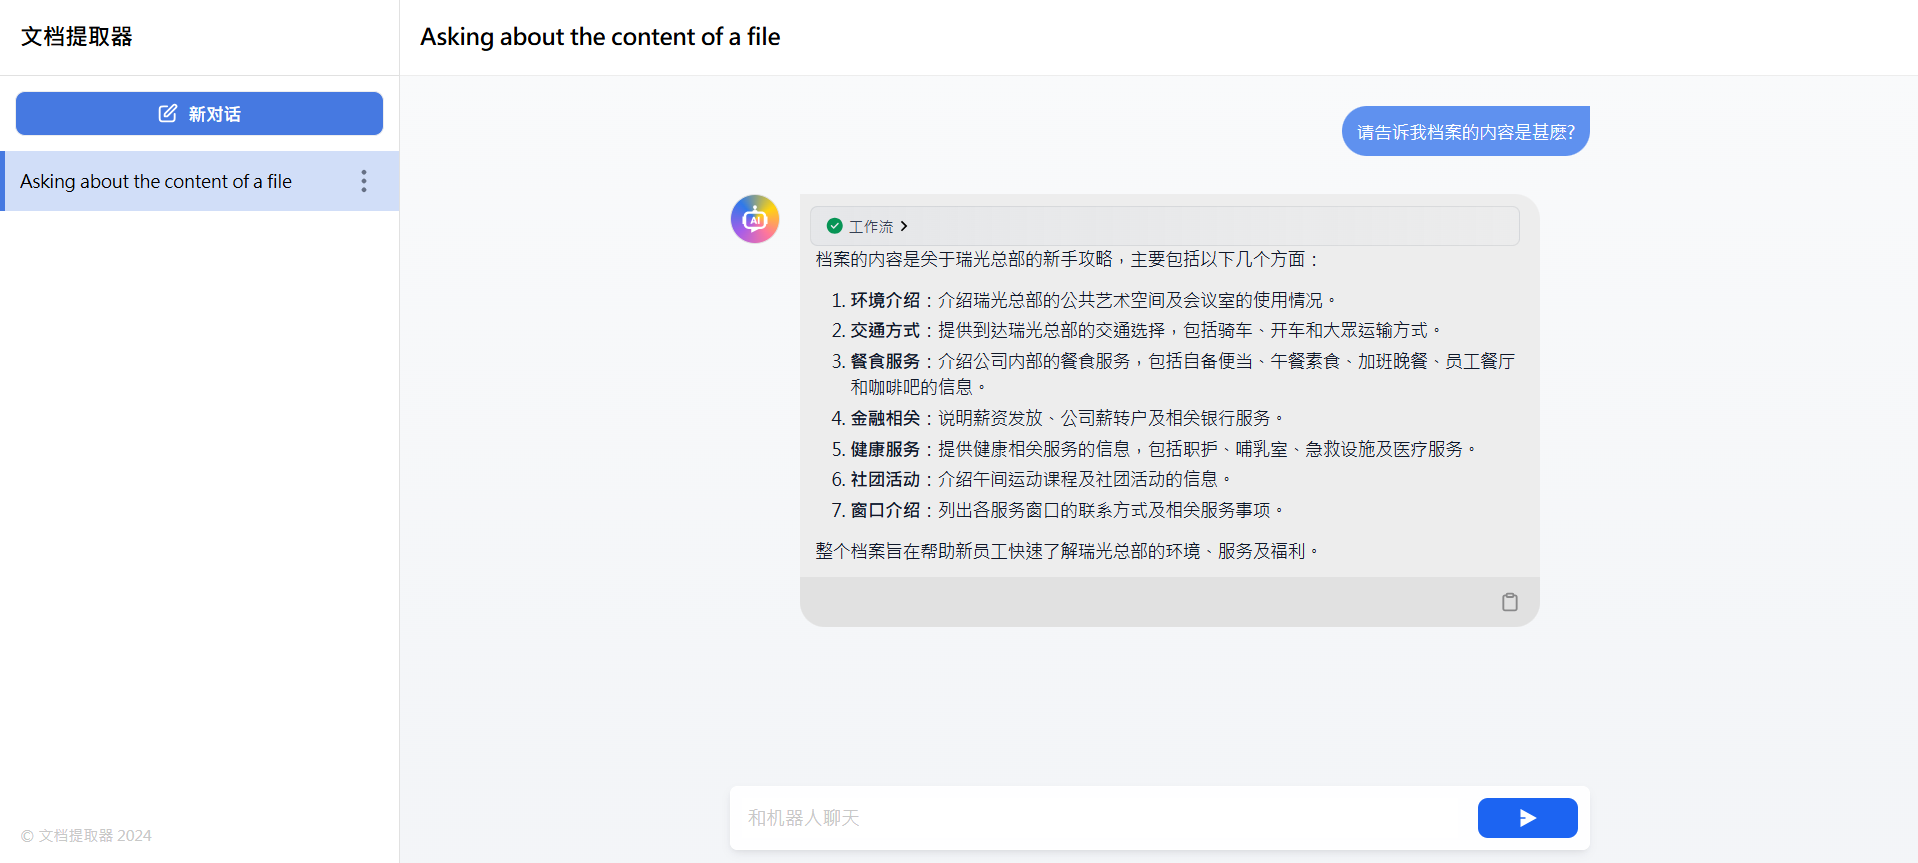 文档提取器
新对话
Asking about the content of a file
© 文档提取器 2024
Asking about the content of a file
请告诉我档案的内容是甚麽?
AI
工作流
档案的内容是关于瑞光总部的新手攻略，主要包括以下几个方面：
1. 环境介绍：介绍瑞光总部的公共艺术空间及会议室的使用情况。
2. 交通方式：提供到达瑞光总部的交通选择，包括骑车、开车和大眾运输方式。
3. 餐食服务：介绍公司内部的餐食服务，包括自备便当、午餐素食、加班晚餐、员工餐厅
和咖啡吧的信息。
4. 金融相关：说明薪资发放、公司薪转户及相关银行服务。
5. 健康服务：提供健康相关服务的信息，包括职护、哺乳室、急救设施及医疗服务。
6. 社团活动：介绍午间运动课程及社团活动的信息。
7. 窗口介绍：列出各服务窗口的联系方式及相关服务事项。
整个档案旨在帮助新员工快速了解瑞光总部的环境、服务及福利。
和机器人聊天